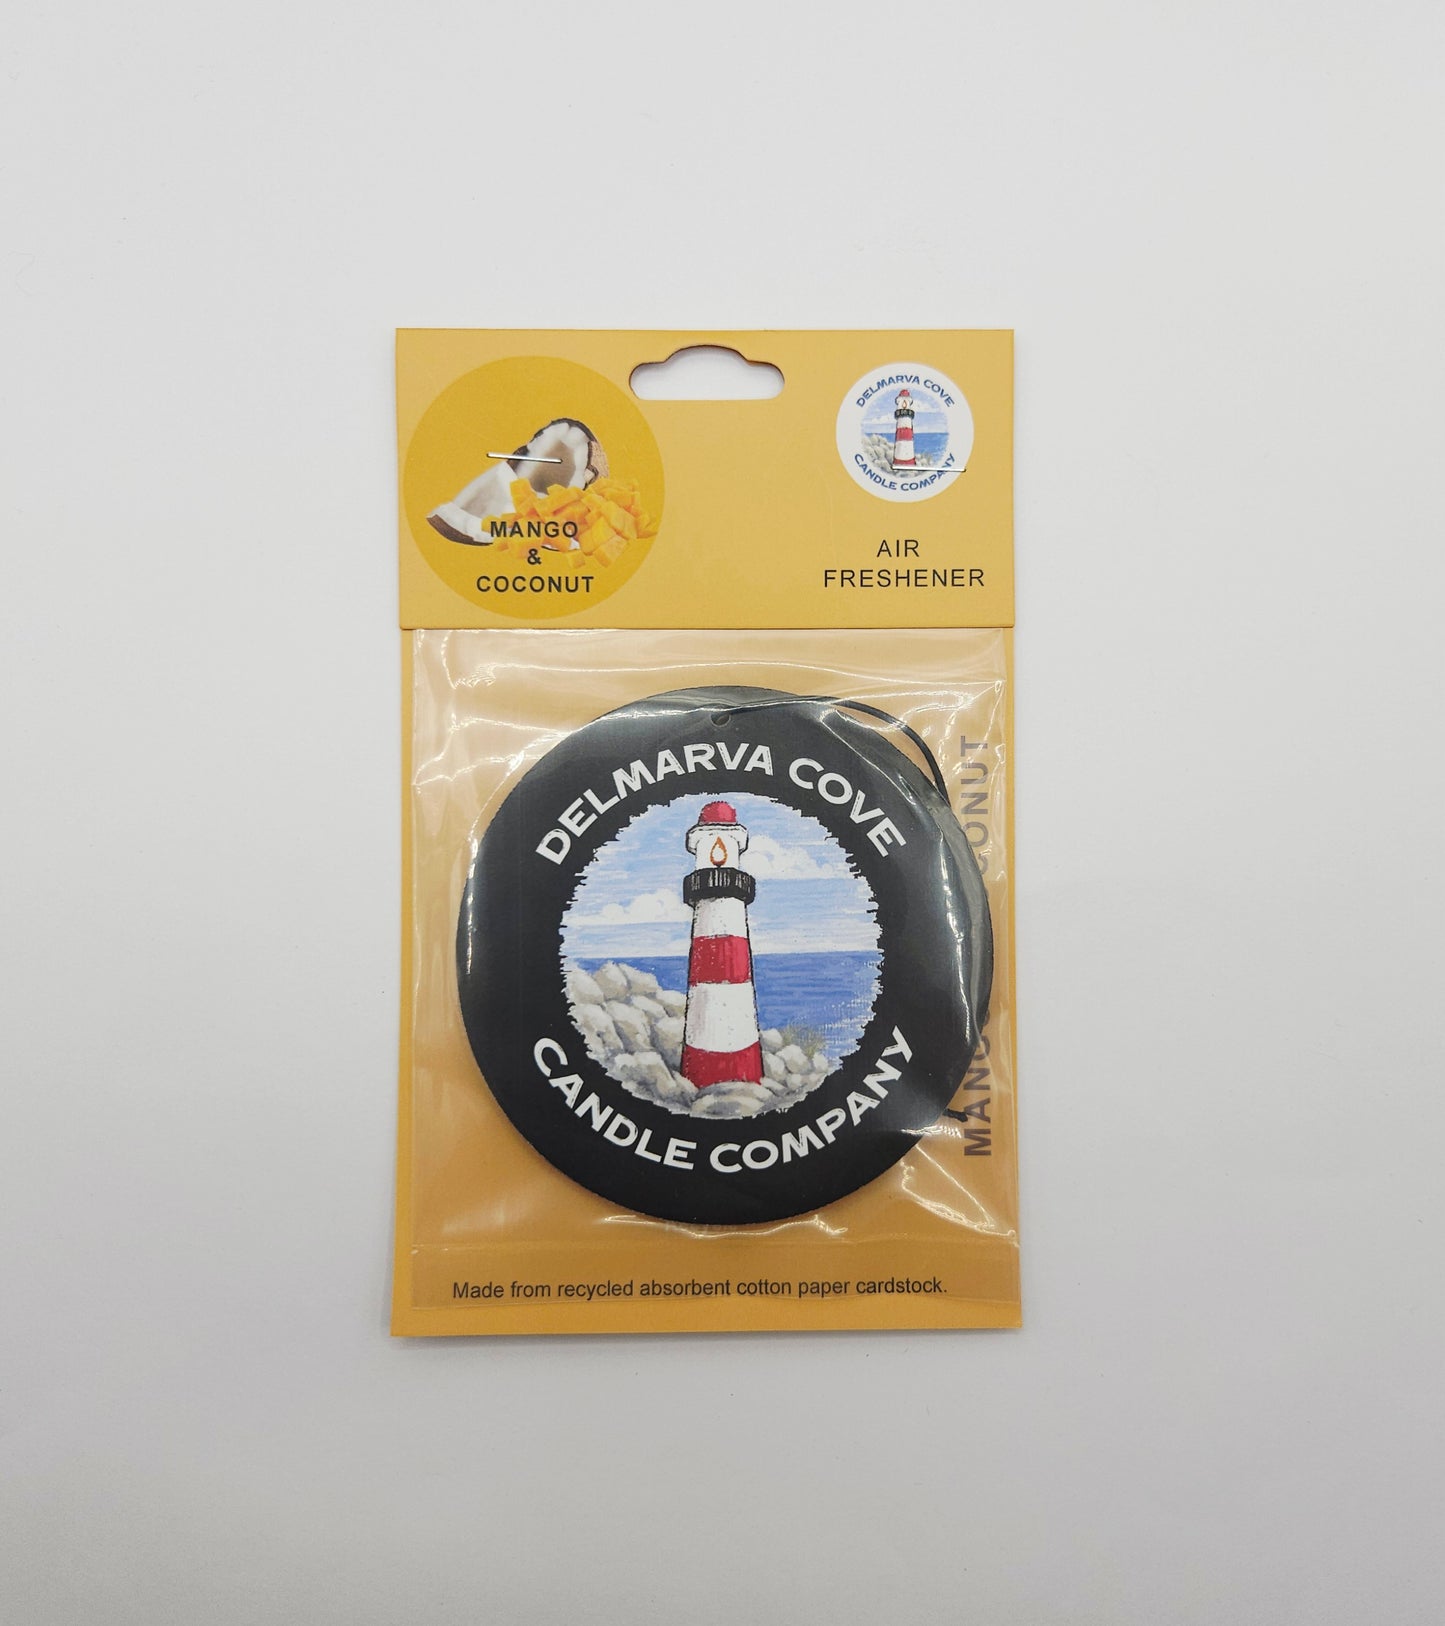 MANGO
&
COCONUT
DELMARVA COVE
CANDLE COMPANY
AIR
FRESHENER
DELMARVA COVE
CANDLE COMPANY
Made from recycled absorbent cotton paper cardstock.